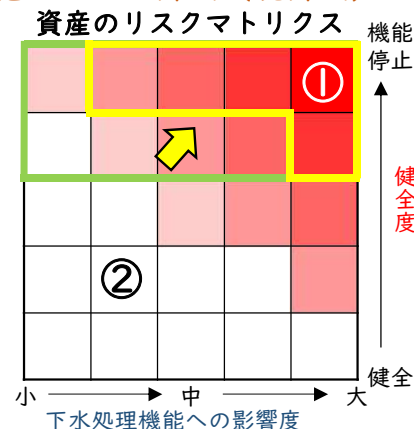 資産のリスクマトリクス
機能
停止
①
健全度
②
健全
小 中 大
下水処理機能への影響度